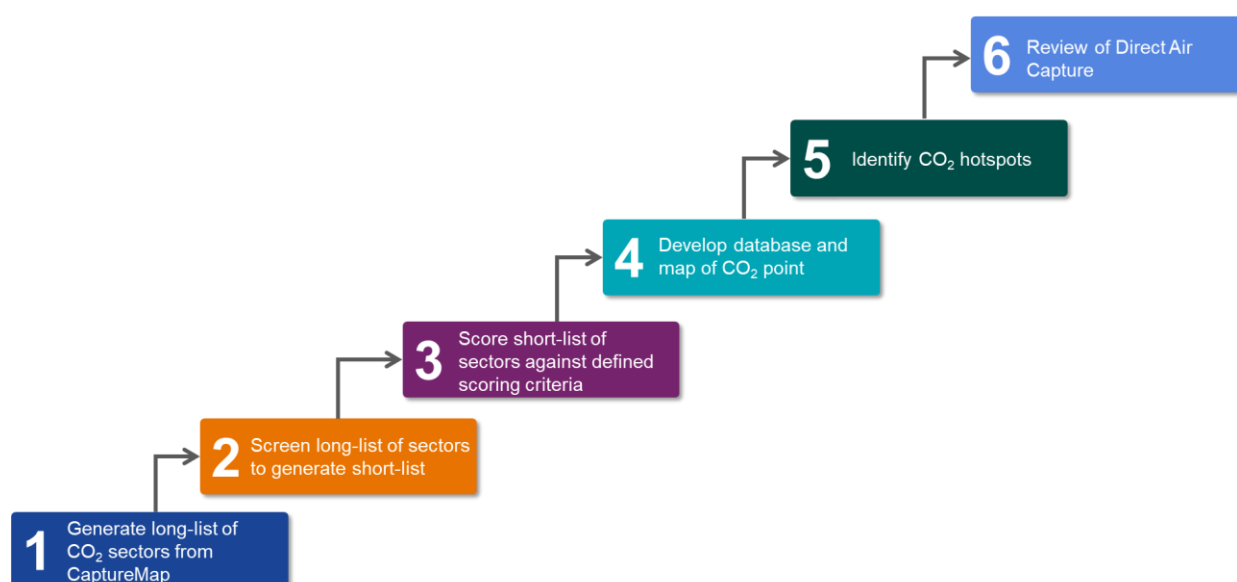 6
Review of Direct Air
Capture
5
Identify CO₂ hotspots
4
Develop database and
map of CO₂ point
3
Score short-list of
sectors against defined
scoring criteria
2
Screen long-list of sectors
to generate short-list
1
Generate long-list of
CO₂ sectors from
CaptureMap